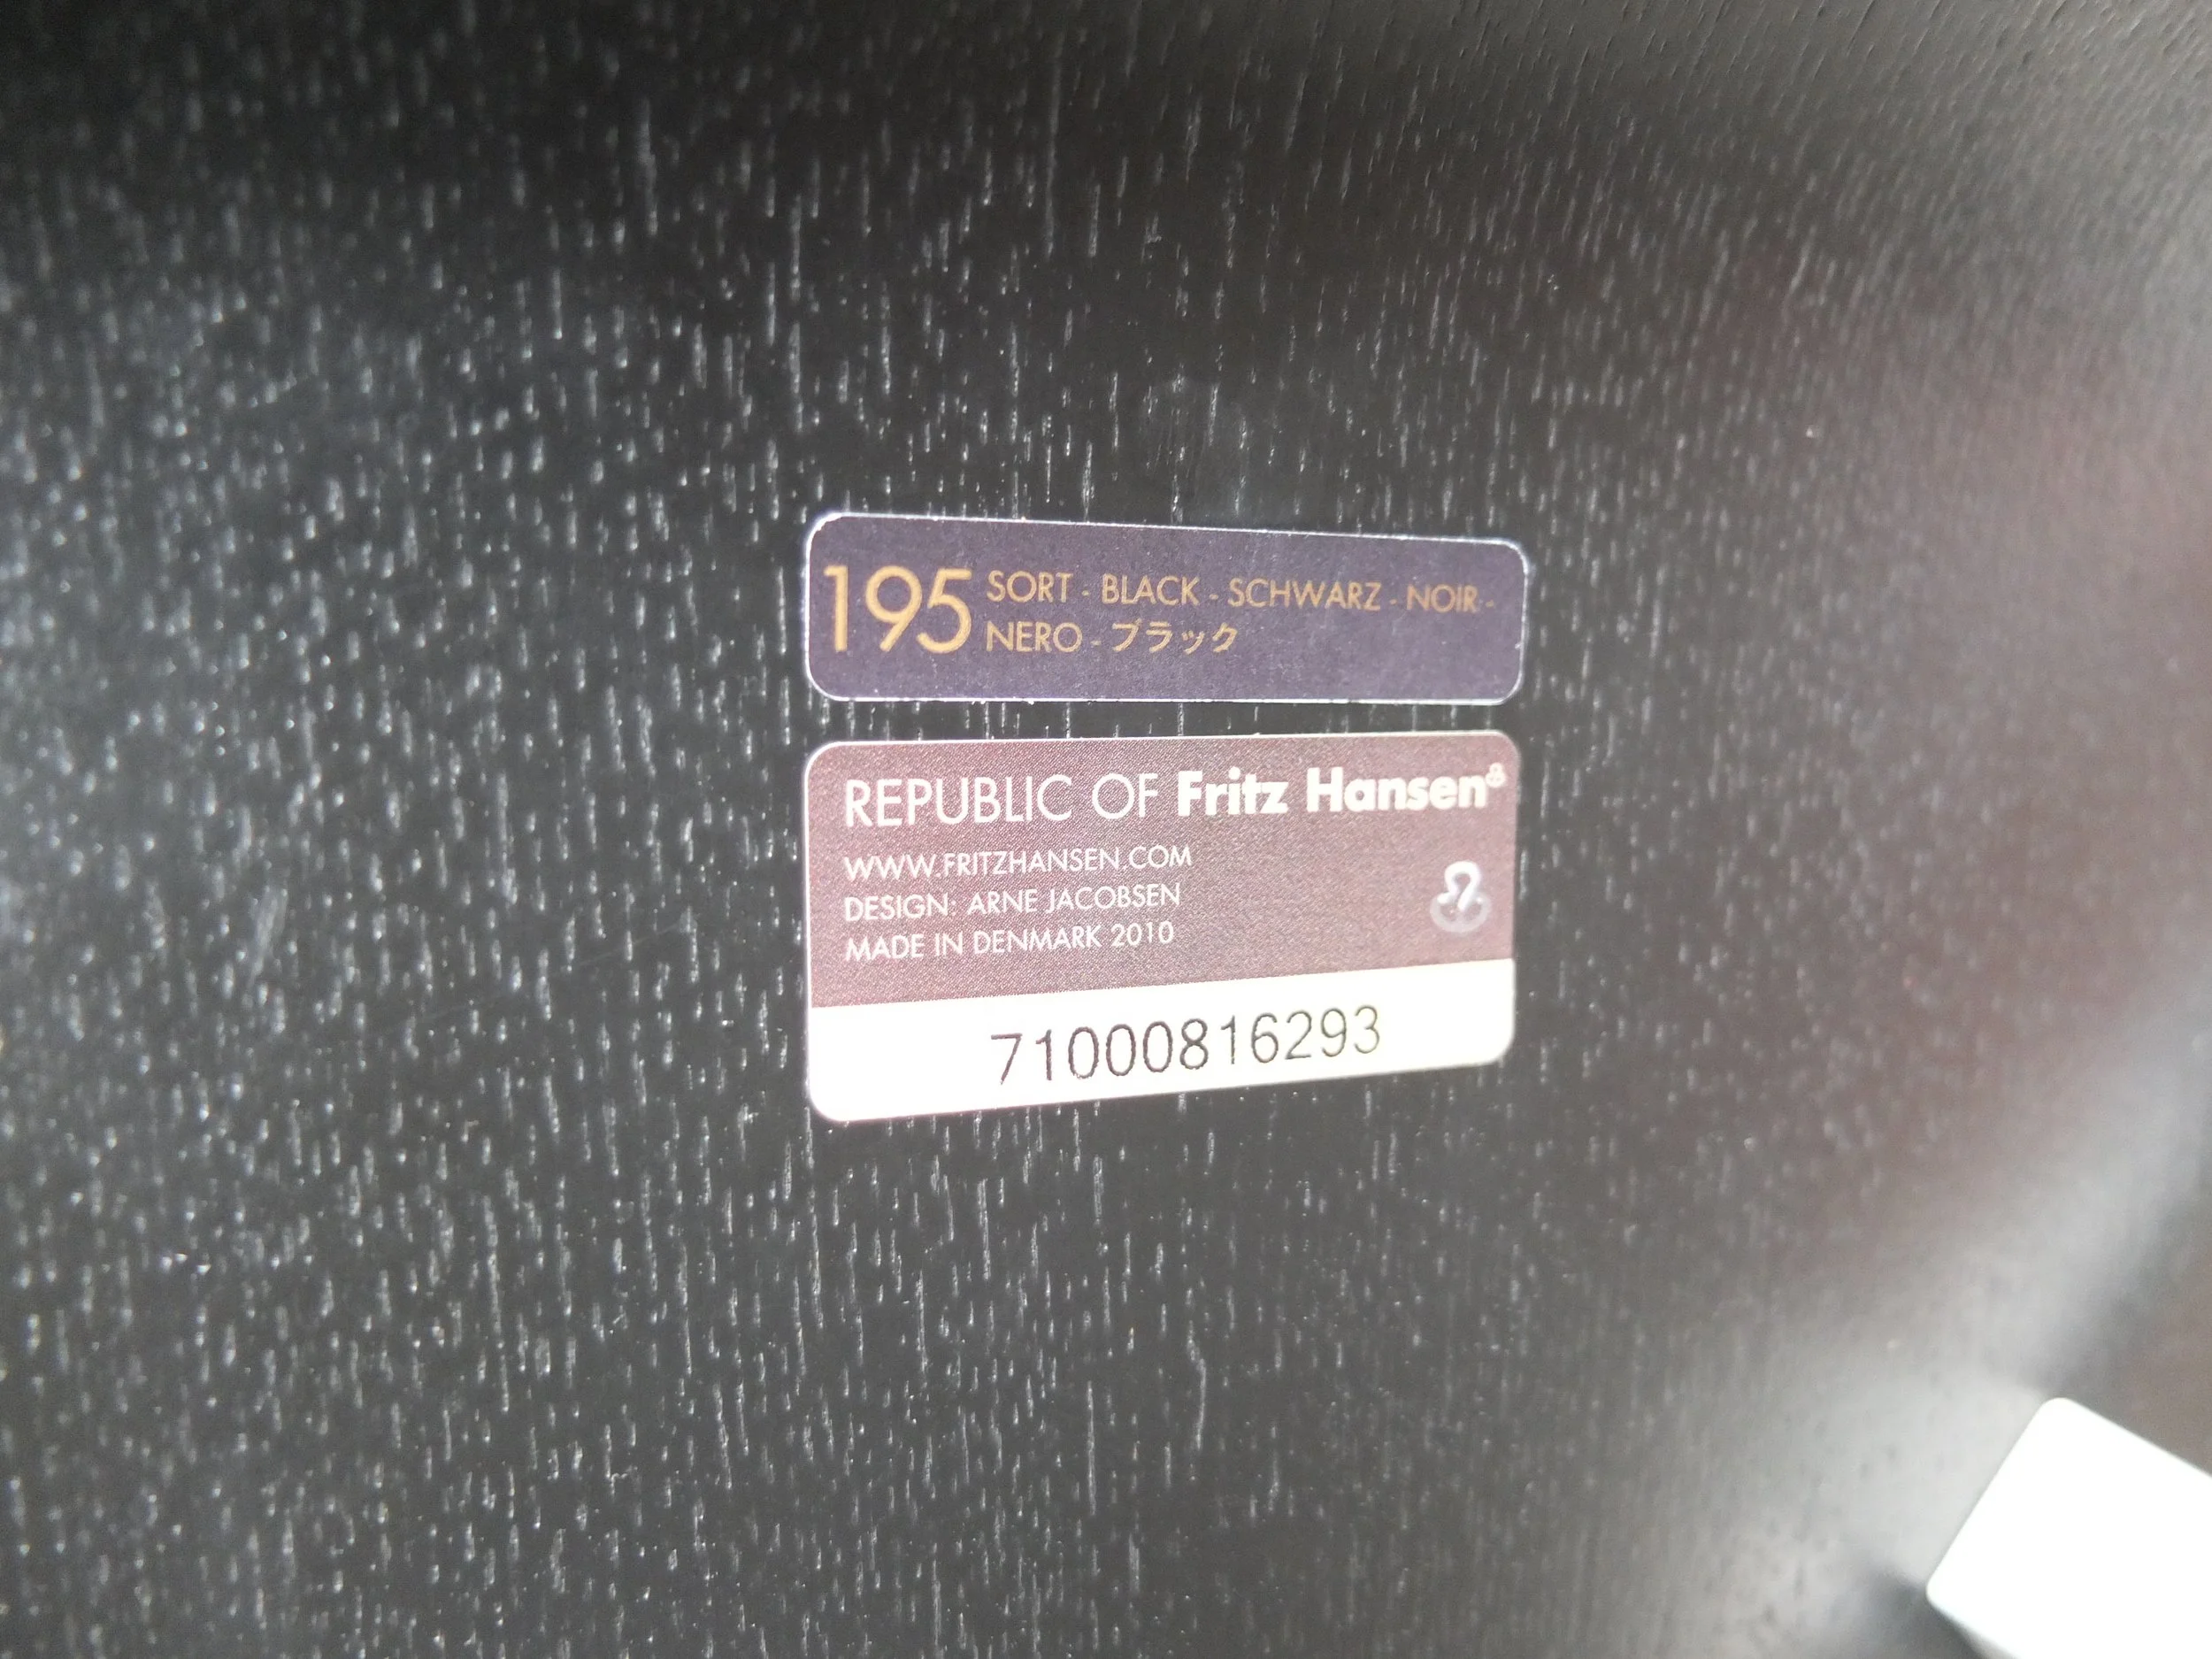 195
SORT - BLACK - SCHWARZ - NOIR -
NERO - ブラック
REPUBLIC OF Fritz Hansen
WWW.FRITZHANSEN.COM
DESIGN: ARNE JACOBSEN
MADE IN DENMARK 2010
71000816293